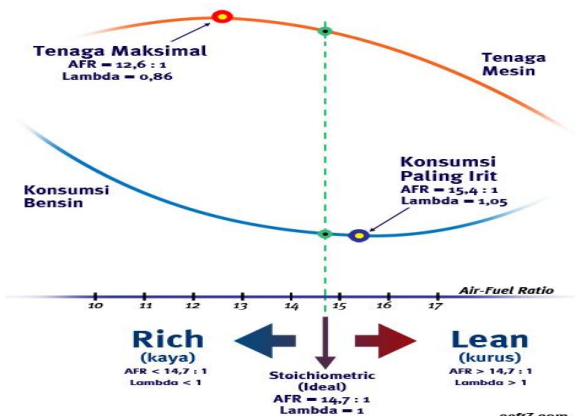 Tenaga Maksimal
AFR = 12,6 : 1
Lambda = 0,86
Tenaga
Mesin
Konsumsi
Paling Irit
AFR = 15,4 : 1
Lambda = 1,05
Konsumsi
Bensin
Air-Fuel Ratio
10 11 12 13 14 15 16 17
Rich
(kaya)
AFR < 14,7 : 1
Lambda < 1
Lean
(kurus)
AFR > 14,7 : 1
Lambda > 1
Stoichiometric
(Ideal)
AFR = 14,7 : 1
Lambda = 1